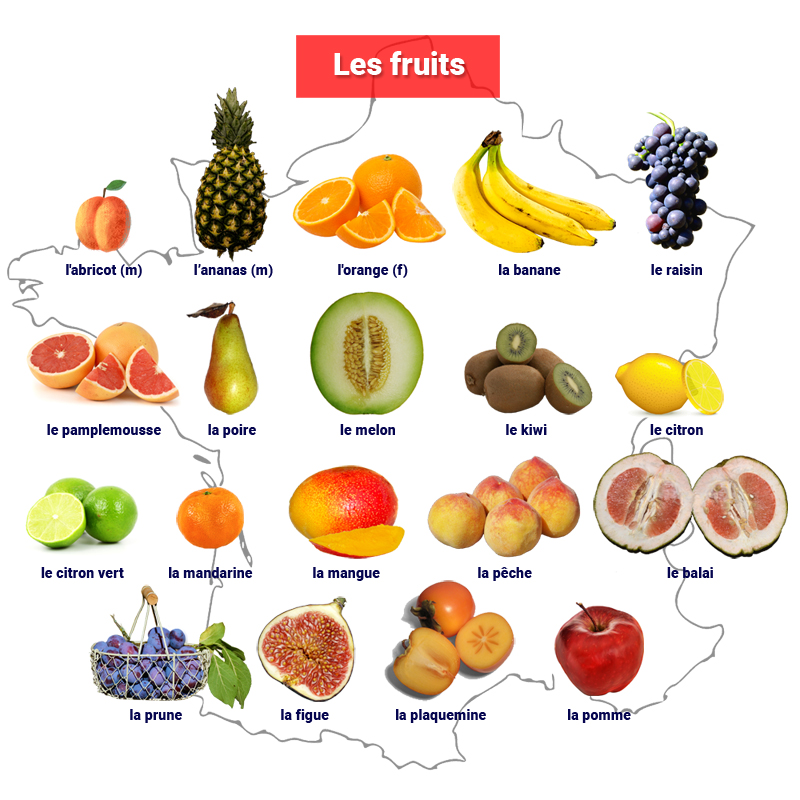 Les fruits
l'abricot (m)
l'ananas (m)
l'orange (f)
la banane
le raisin
le pamplemousse
la poire
le melon
le kiwi
le citron
le citron vert
la mandarine
la mangue
la pêche
le balai
la prune
la figue
la plaquemine
la pomme